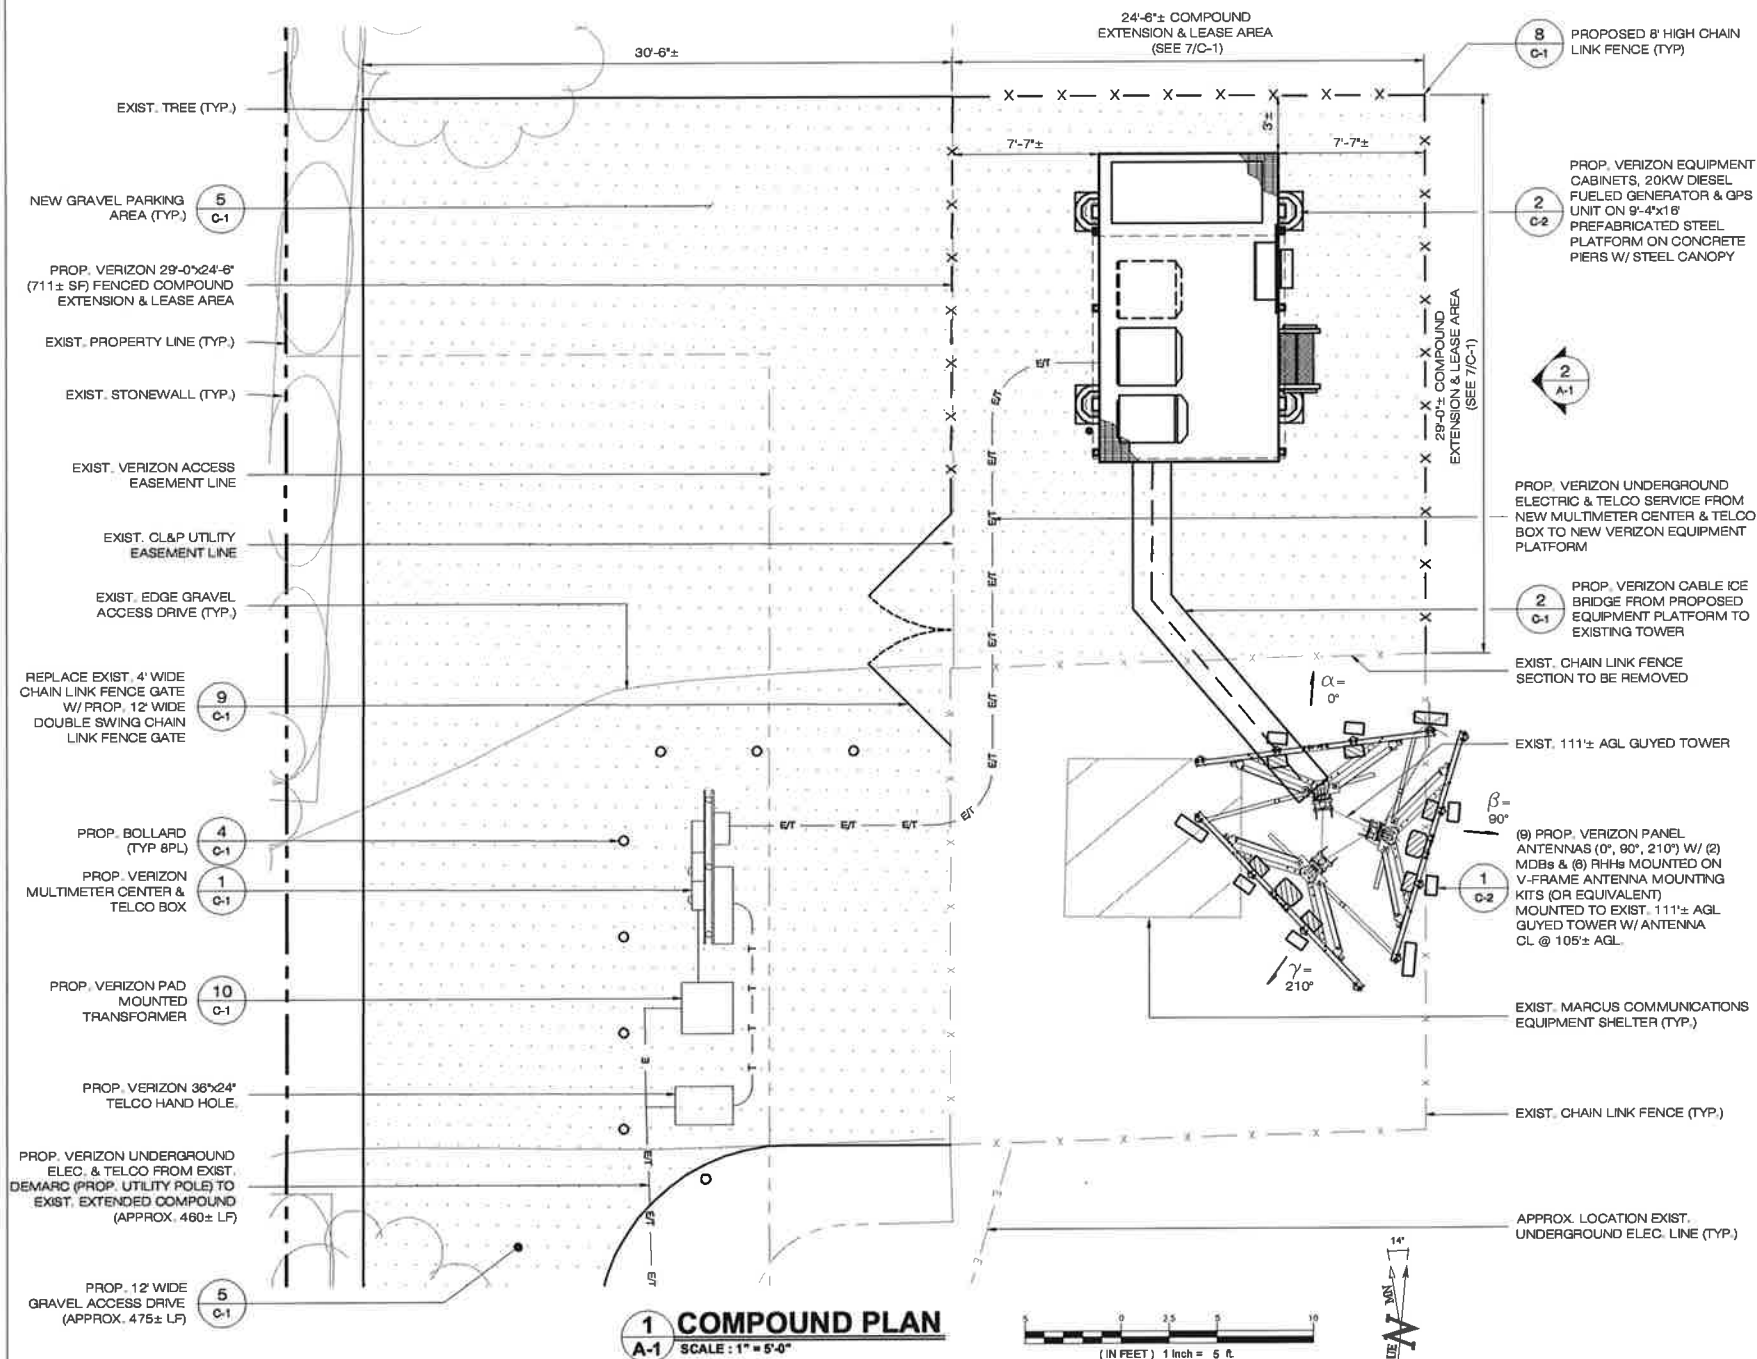 24'-6"± COMPOUND
EXTENSION & LEASE AREA
(SEE 7/C-1)
30'-6"±
8
C-1
PROPOSED 8' HIGH CHAIN
LINK FENCE (TYP)
EXIST. TREE (TYP.)
3'±
7'-7"±
7'-7"±
NEW GRAVEL PARKING
AREA (TYP.)
5
C-1
2
C-2
PROP. VERIZON EQUIPMENT
CABINETS, 20KW DIESEL
FUELED GENERATOR & GPS
UNIT ON 9'-4"x16'
PREFABRICATED STEEL
PLATFORM ON CONCRETE
PIERS W/ STEEL CANOPY
PROP. VERIZON 29'-0"x24'-6"
(711± SF) FENCED COMPOUND
EXTENSION & LEASE AREA
29'-0"± COMPOUND
EXTENSION & LEASE AREA
(SEE 7/C-1)
EXIST. PROPERTY LINE (TYP.)
EXIST. STONEWALL (TYP.)
2
A-1
EXIST. VERIZON ACCESS
EASEMENT LINE
PROP. VERIZON UNDERGROUND
ELECTRIC & TELCO SERVICE FROM
NEW MULTIMETER CENTER & TELCO
BOX TO NEW VERIZON EQUIPMENT
PLATFORM
EXIST. CL&P UTILITY
EASEMENT LINE
EXIST. EDGE GRAVEL
ACCESS DRIVE (TYP.)
2
C-1
PROP. VERIZON CABLE ICE
BRIDGE FROM PROPOSED
EQUIPMENT PLATFORM TO
EXISTING TOWER
EXIST. CHAIN LINK FENCE
SECTION TO BE REMOVED
REPLACE EXIST. 4' WIDE
CHAIN LINK FENCE GATE
W/ PROP. 12' WIDE
DOUBLE SWING CHAIN
LINK FENCE GATE
9
C-1
α=
0°
EXIST. 111'± AGL GUYED TOWER
β=
90°
PROP. BOLLARD
(TYP 8PL)
4
C-1
(9) PROP. VERIZON PANEL
ANTENNAS (0°, 90°, 210°) W/ (2)
MDBs & (6) RHHs MOUNTED ON
V-FRAME ANTENNA MOUNTING
KITS (OR EQUIVALENT)
MOUNTED TO EXIST. 111'± AGL
GUYED TOWER W/ ANTENNA
CL @ 105'± AGL.
1
C-2
PROP. VERIZON
MULTIMETER CENTER &
TELCO BOX
1
C-1
γ=
210°
PROP. VERIZON PAD
MOUNTED
TRANSFORMER
10
C-1
EXIST. MARCUS COMMUNICATIONS
EQUIPMENT SHELTER (TYP.)
PROP. VERIZON 36"x24"
TELCO HAND HOLE.
EXIST. CHAIN LINK FENCE (TYP.)
PROP. VERIZON UNDERGROUND
ELEC. & TELCO FROM EXIST.
DEMARC (PROP. UTILITY POLE) TO
EXIST. EXTENDED COMPOUND
(APPROX. 460± LF)
APPROX. LOCATION EXIST.
UNDERGROUND ELEC. LINE (TYP.)
PROP. 12' WIDE
GRAVEL ACCESS DRIVE
(APPROX. 475± LF)
5
C-1
E/T
E/T
E/T
E/T
E/T
E/T
E/T
E/T
E/T
E/T
T
T
T
T
E
E/T
E/T
E/T
14°
MN
1
A-1
COMPOUND PLAN
SCALE : 1" = 5'-0"
5 0 2.5 5 10
( IN FEET ) 1 inch = 5 ft.